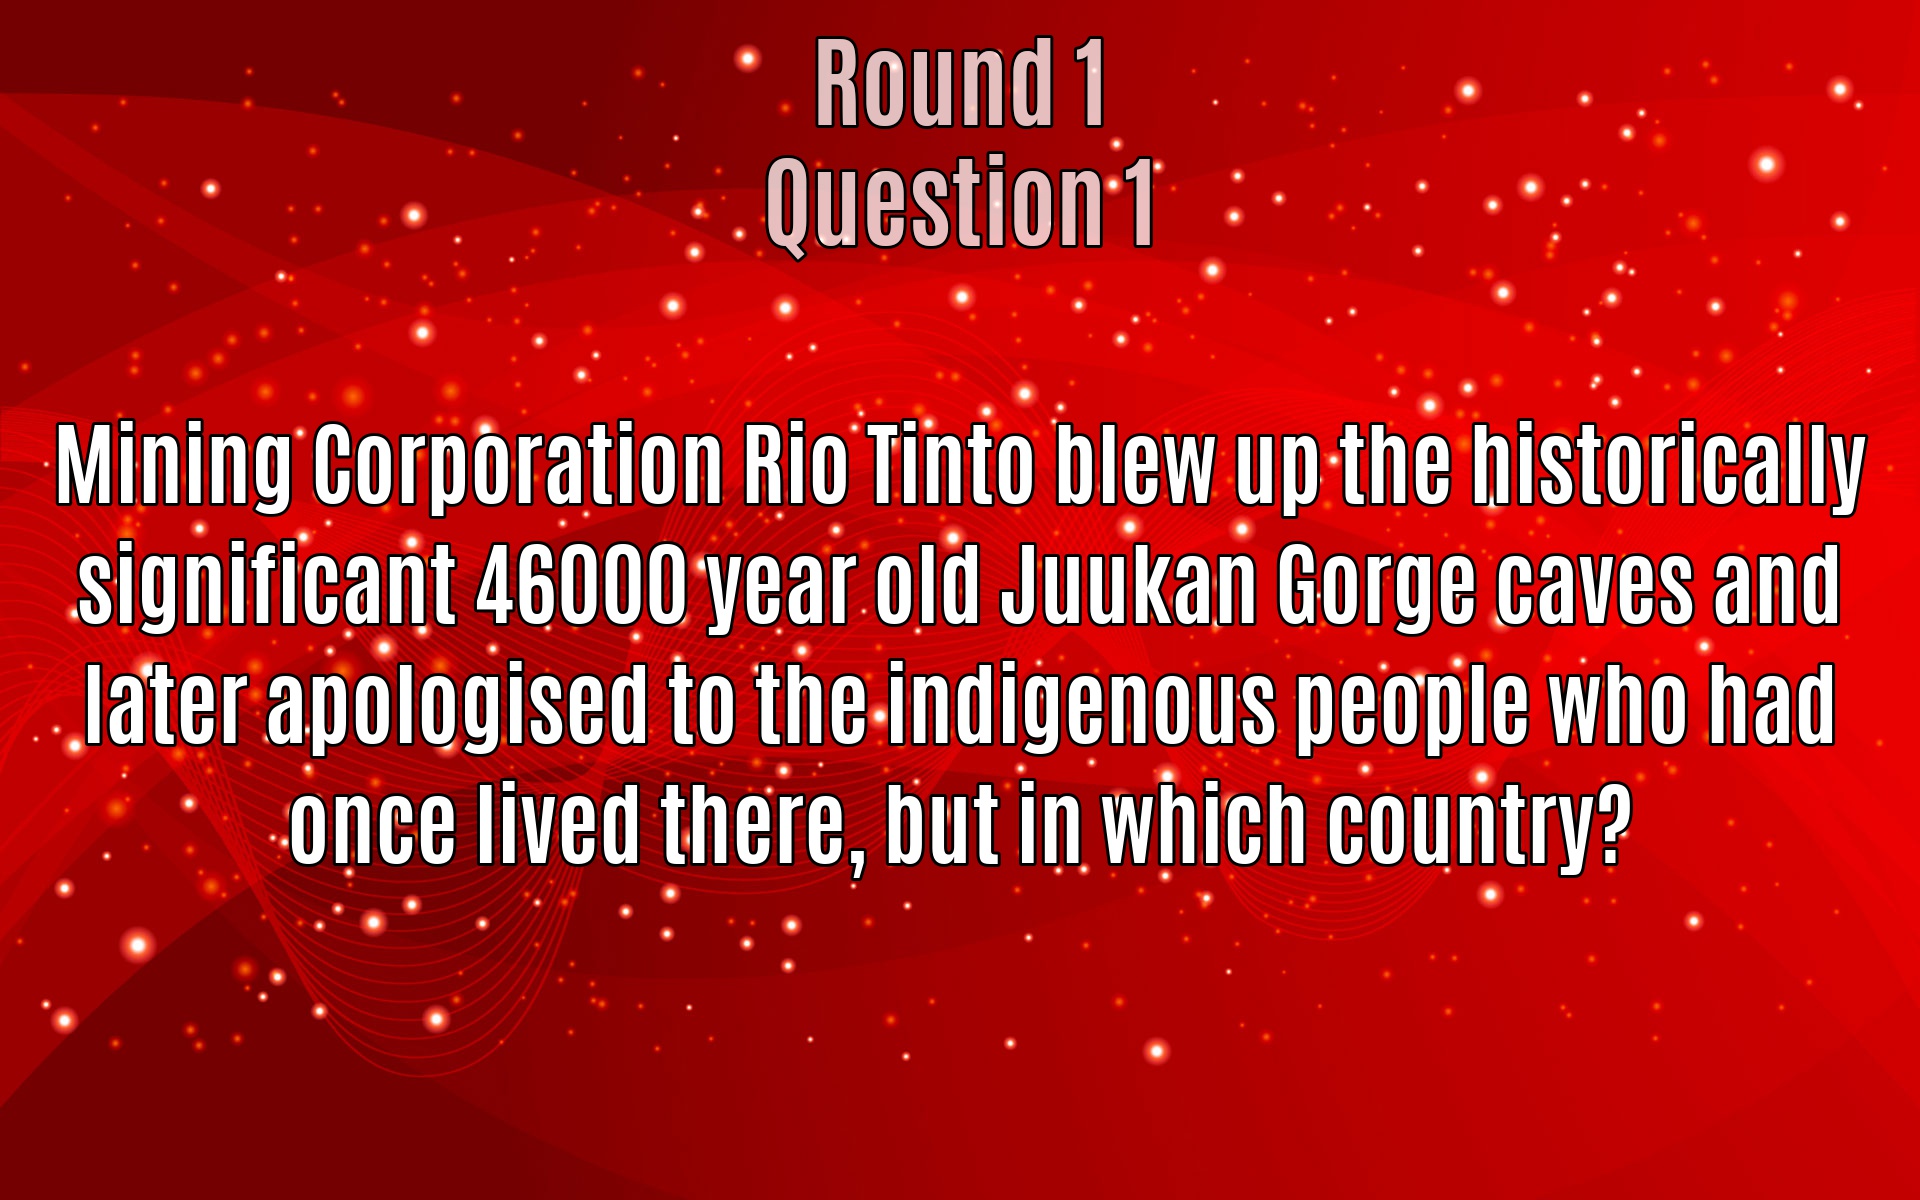 Round 1
Question 1
Mining Corporation Rio Tinto blew up the historically
significant 46000 year old Juukan Gorge caves and
later apologised to the indigenous people who had
once lived there, but in which country?